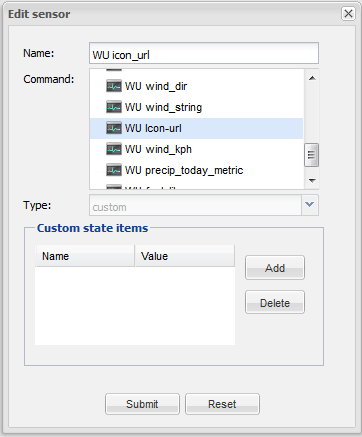 Edit sensor
Name: WU icon_url
Command:
WU wind_dir
WU wind_string
WU Icon-url
WU wind_kph
WU precip_today_metric
Type: custom
Custom state items
Name Value
Add
Delete
Submit Reset